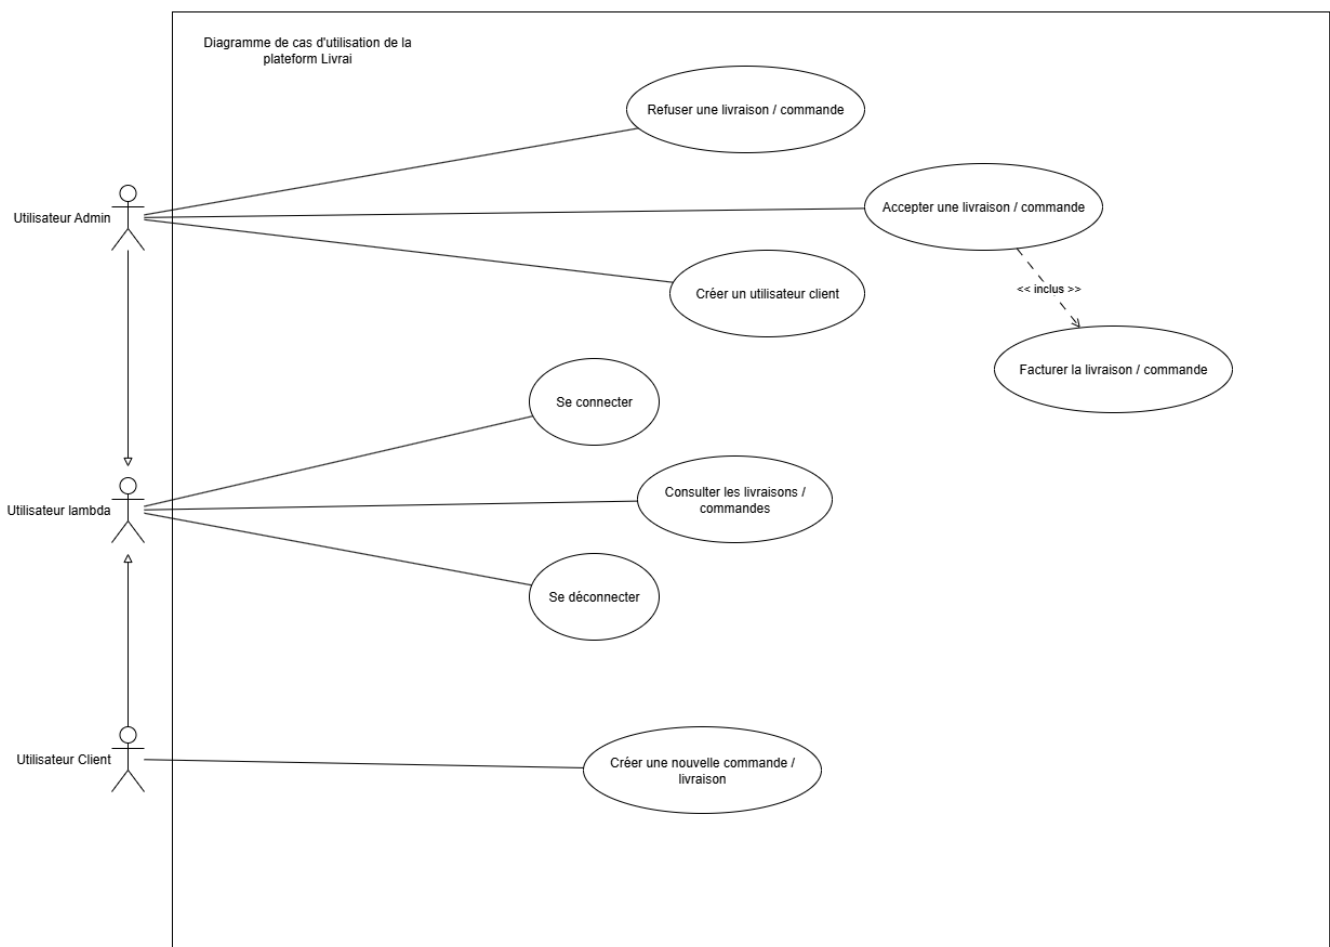 Diagramme de cas d'utilisation de la
plateform Livrai
Refuser une livraison / commande
Utilisateur Admin
Accepter une livraison / commande
Créer un utilisateur client
<< inclus >>
Facturer la livraison / commande
Se connecter
Utilisateur lambda
Consulter les livraisons /
commandes
Se déconnecter
Utilisateur Client
Créer une nouvelle commande /
livraison